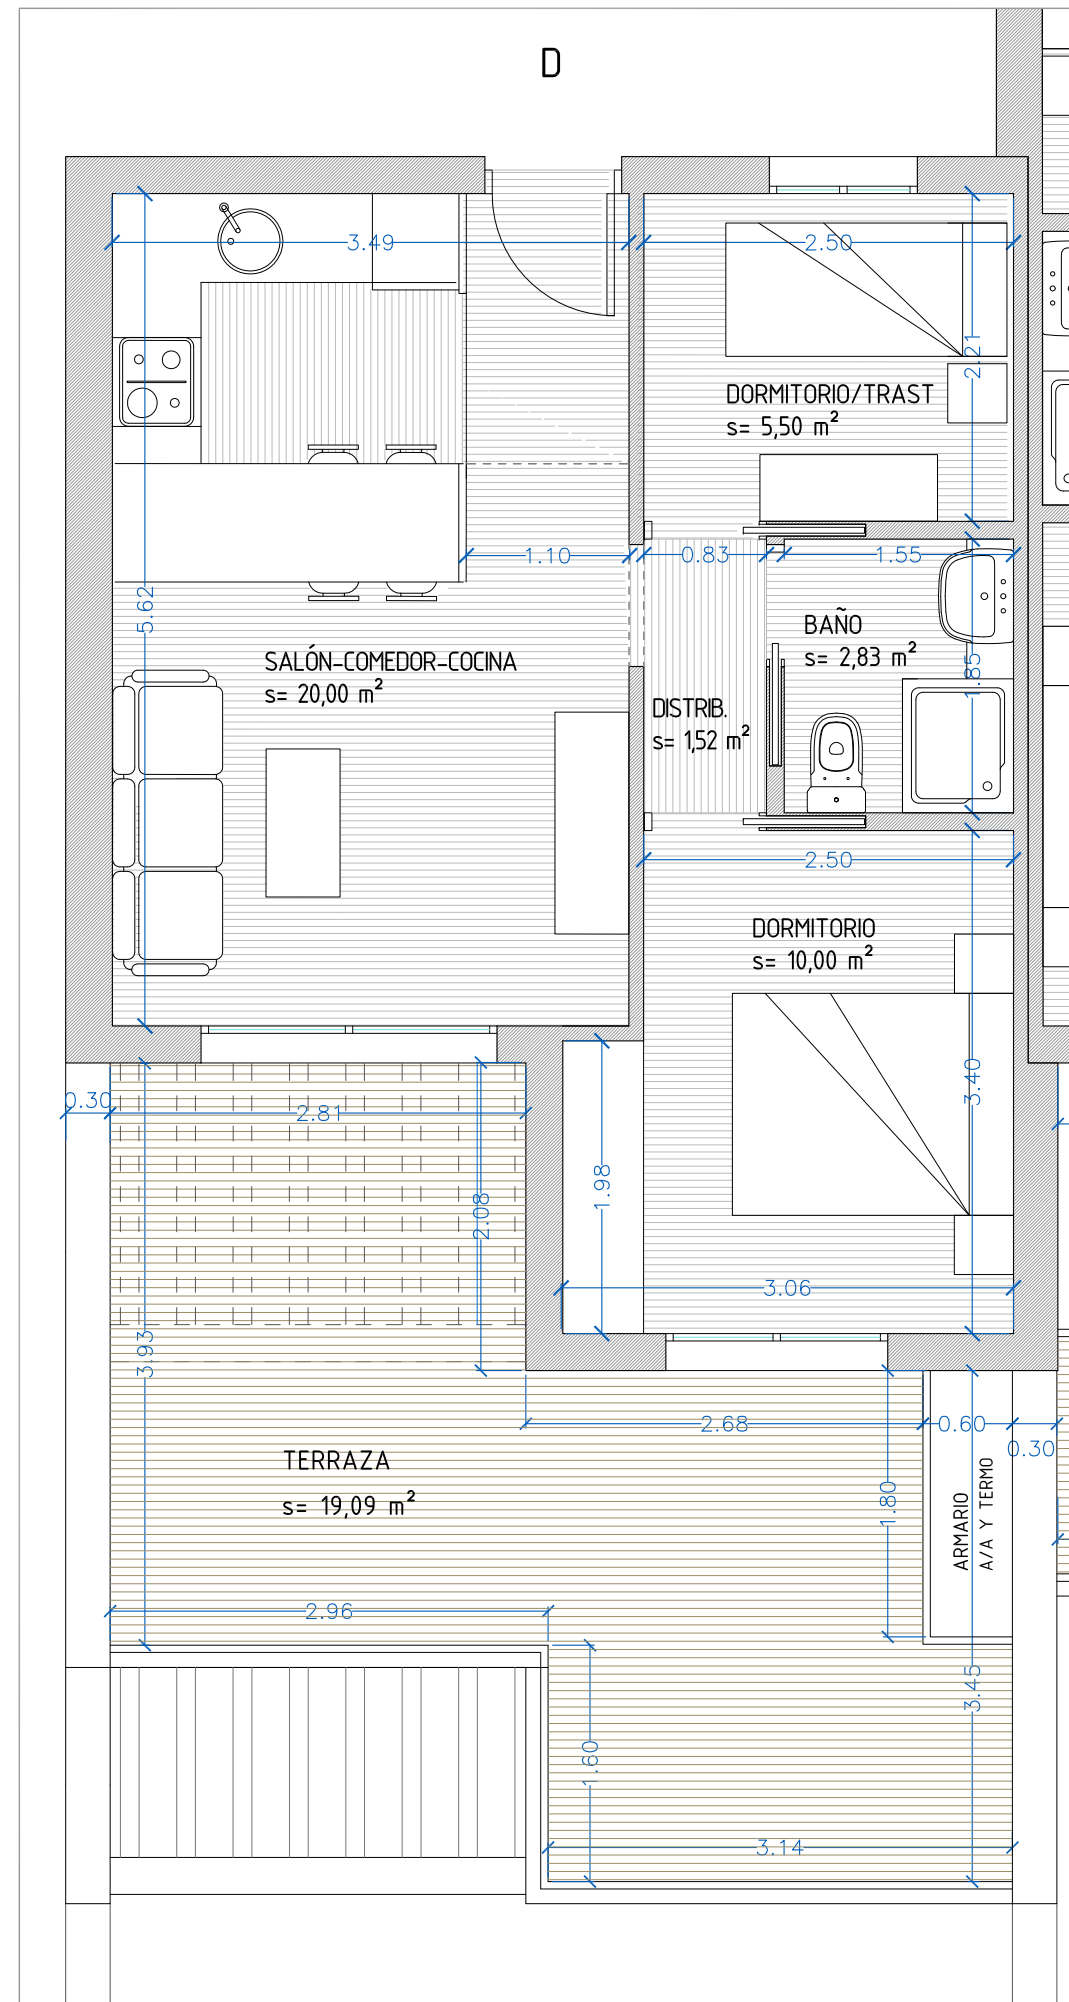 D
3.49
2.50
2.21
DORMITORIO/TRAST
s= 5,50 m²
1.10
0.83
1.55
5.62
BAÑO
s= 2,83 m²
1.85
SALÓN-COMEDOR-COCINA
s= 20,00 m²
DISTRIB.
s= 1,52 m²
2.50
DORMITORIO
s= 10,00 m²
3.40
0.30
2.81
2.08
1.98
3.06
3.93
2.68
0.60
0.30
TERRAZA
s= 19,09 m²
1.80
ARMARIO
A/A Y TERMO
2.96
3.45
1.60
3.14